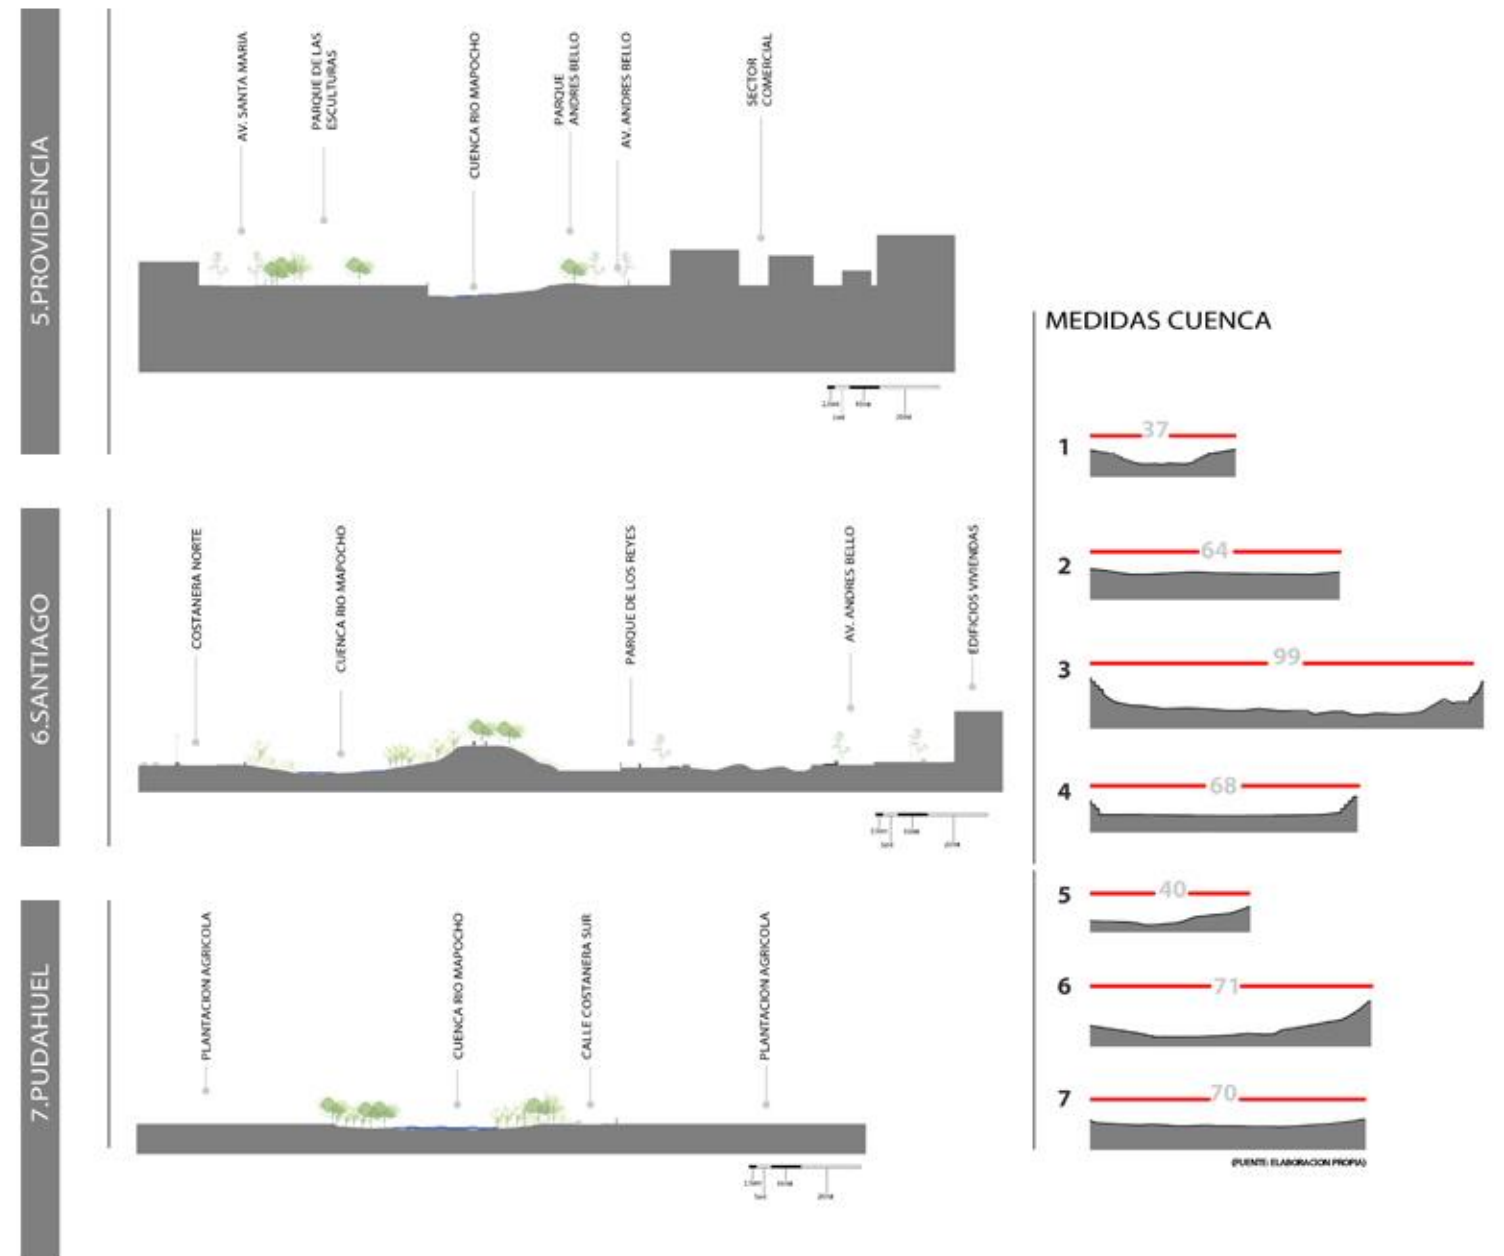 5.PROVIDENCIA
AV. SANTA MARIA
PARQUE DE LAS
ESCULTURAS
CUENCA RIO MAPOCHO
PARQUE
ANDRES BELLO
AV. ANDRES BELLO
SECTOR
COMERCIAL
6.SANTIAGO
COSTANERA NORTE
CUENCA RIO MAPOCHO
PARQUE DE LOS REYES
AV. ANDRES BELLO
EDIFICIOS VIVIENDAS
7.PUDAHUEL
PLANTACION AGRICOLA
CUENCA RIO MAPOCHO
CALLE COSTANERA SUR
PLANTACION AGRICOLA
MEDIDAS CUENCA
1 37
2 64
3 99
4 68
5 40
6 71
7 70
(FUENTE: ELABORACION PROPIA)